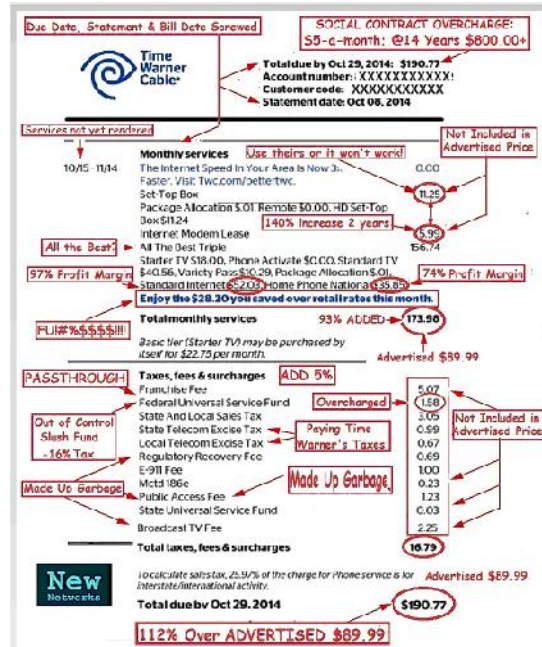 Due Date, Statement & Bill Date Screwed
SOCIAL CONTRACT OVERCHARGE:
$5-a-month: @14 Years $800.00+
Time
Warner
Cable®
Total due by Oct 29, 2014: $190.77
Account number: XXXXXXXXXXX
Customer code: XXXXXXXXXXX
Statement date: Oct 08, 2014
Services not yet rendered
Not Included in
Advertised Price
10/15 - 11/14
Monthly services
Use theirs or it won't work!
The Internet Speed In Your Area Is Now 3x 0.00
Faster. Visit Twc.com/bettertwc.
Set-Top Box 11.25
Package Allocation $.01 Remote $0.00, HD Set-Top
Box $11.24
140% Increase 2 years
Internet Modem Lease 5.99
All the Best?
All The Best Triple 156.74
Starter TV $18.00, Phone Activate $0.00, Standard TV
$40.56, Variety Pass $10.29, Package Allocation $.01,
97% Profit Margin
74% Profit Margin
Standard Internet $52.03, Home Phone National $35.85
Enjoy the $28.20 you saved over retail rates this month.
FU!#%$$$$!!!
Total monthly services
93% ADDED
173.98
Basic tier (Starter TV) may be purchased by
itself for $22.75 per month.
Advertised $89.99
PASSTHROUGH
Taxes, fees & surcharges
ADD 5%
Franchise Fee 5.07
Federal Universal Service Fund
Overcharged
1.58
State And Local Sales Tax 3.05
Out of Control
Slush Fund
-16% Tax
State Telecom Excise Tax 0.99
Paying Time
Warner's Taxes
Not Included in
Advertised Price
Local Telecom Excise Tax 0.67
Regulatory Recovery Fee 0.69
E-911 Fee 1.00
Mctd 186e 0.23
Made Up Garbage
Made Up Garbage
Public Access Fee 1.23
State Universal Service Fund 0.03
Broadcast TV Fee 2.25
Total taxes, fees & surcharges 16.79
New
Networks
To calculate sales tax, 25.97% of the charge for Phone service is for
interstate/international activity.
Advertised $89.99
Total due by Oct 29, 2014 $190.77
112% Over ADVERTISED $89.99